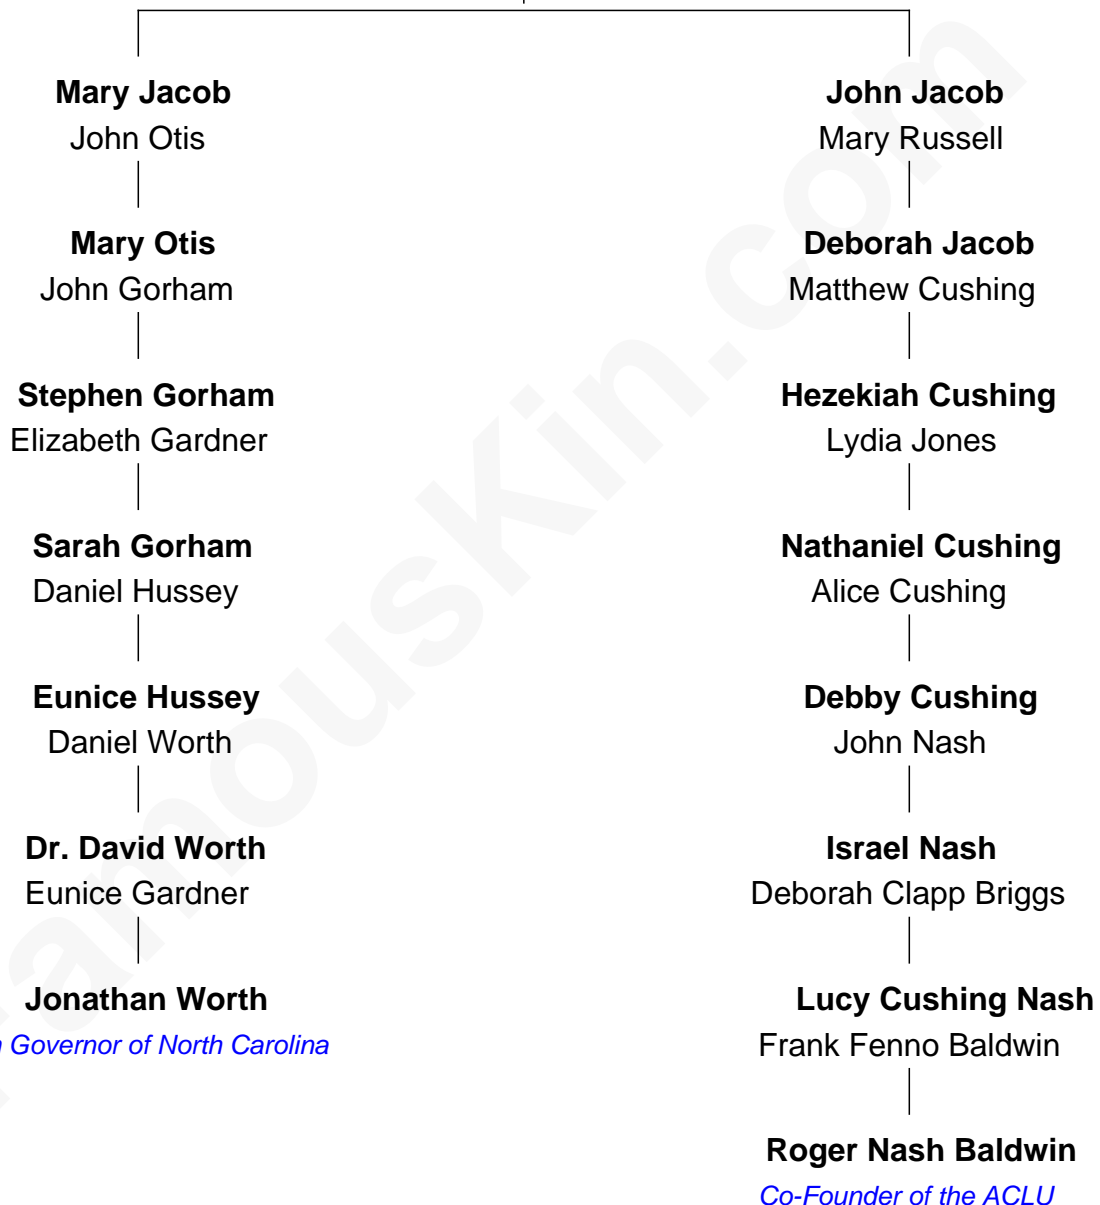 Mary Jacob
John Otis
John Jacob
Mary Russell
Mary Otis
John Gorham
Deborah Jacob
Matthew Cushing
Stephen Gorham
Elizabeth Gardner
Hezekiah Cushing
Lydia Jones
Sarah Gorham
Daniel Hussey
Nathaniel Cushing
Alice Cushing
Eunice Hussey
Daniel Worth
Debby Cushing
John Nash
Dr. David Worth
Eunice Gardner
Israel Nash
Deborah Clapp Briggs
Jonathan Worth
Governor of North Carolina
Lucy Cushing Nash
Frank Fenno Baldwin
Roger Nash Baldwin
Co-Founder of the ACLU
FamousKin.com